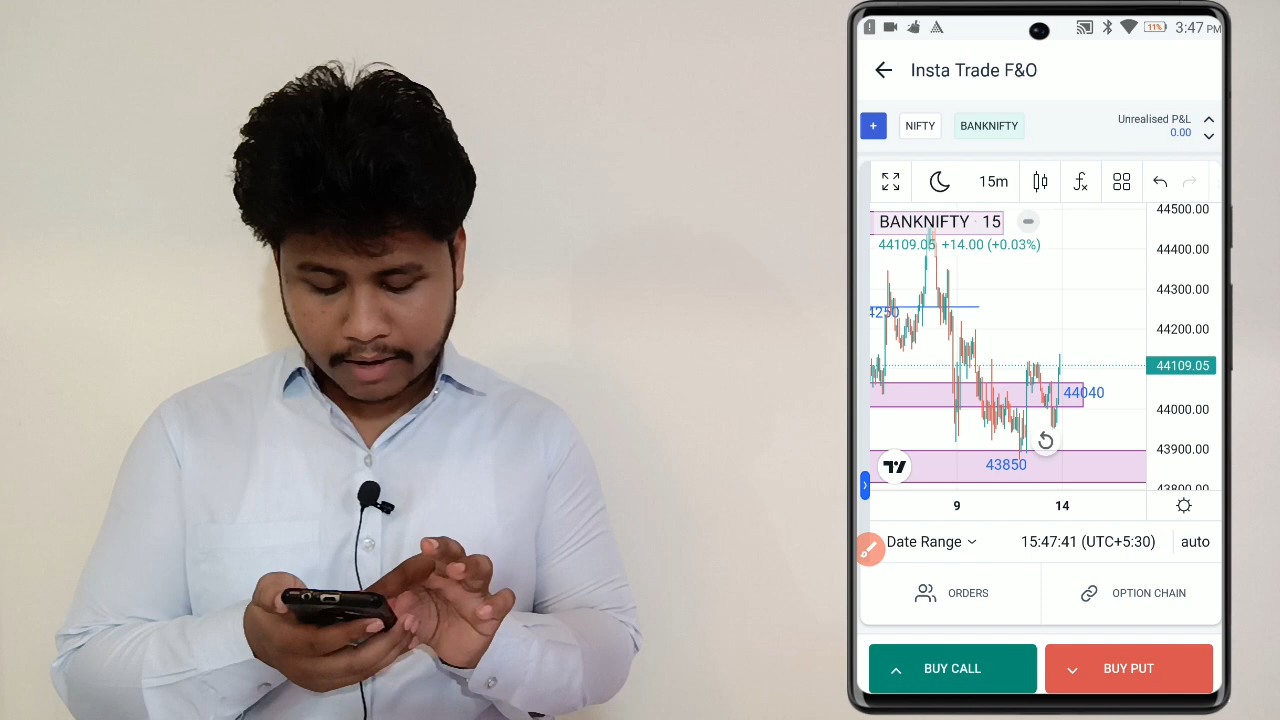 11%
3:47 PM
Insta Trade F&O
+
NIFTY
BANKNIFTY
Unrealised P&L
0.00
15m
BANKNIFTY · 15
44109.05 +14.00 (+0.03%)
44500.00
44400.00
44300.00
4250
44200.00
44109.05
44040
44000.00
43900.00
43850
43800.00
9
14
Date Range
15:47:41 (UTC+5:30)
auto
ORDERS
OPTION CHAIN
BUY CALL
BUY PUT